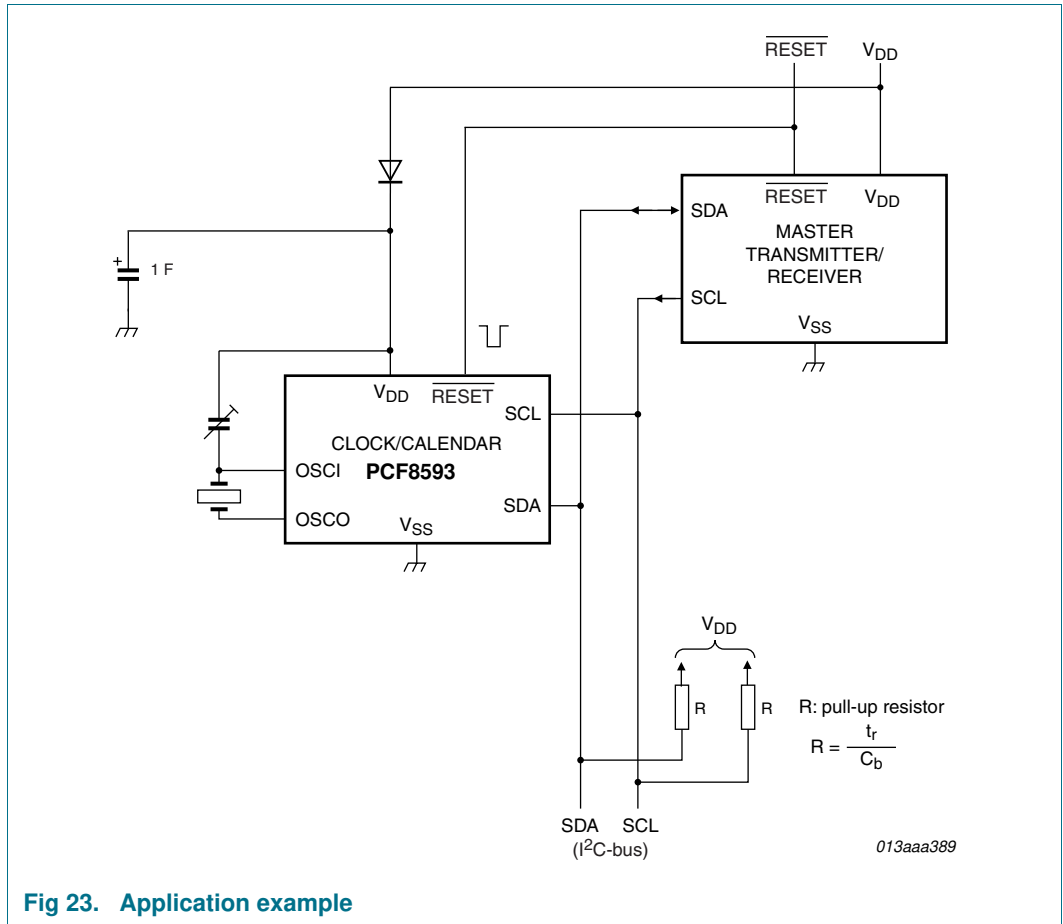 RESET VDD
RESET VDD
SDA
MASTER
TRANSMITTER/
RECEIVER
SCL
VSS
+ 1 F
VDD RESET
SCL
CLOCK/CALENDAR
OSCI PCF8593
SDA
OSCO
VSS
VDD
R R
R: pull-up resistor
R = tr / Cb
SDA SCL
(I²C-bus)
013aaa389
Fig 23. Application example